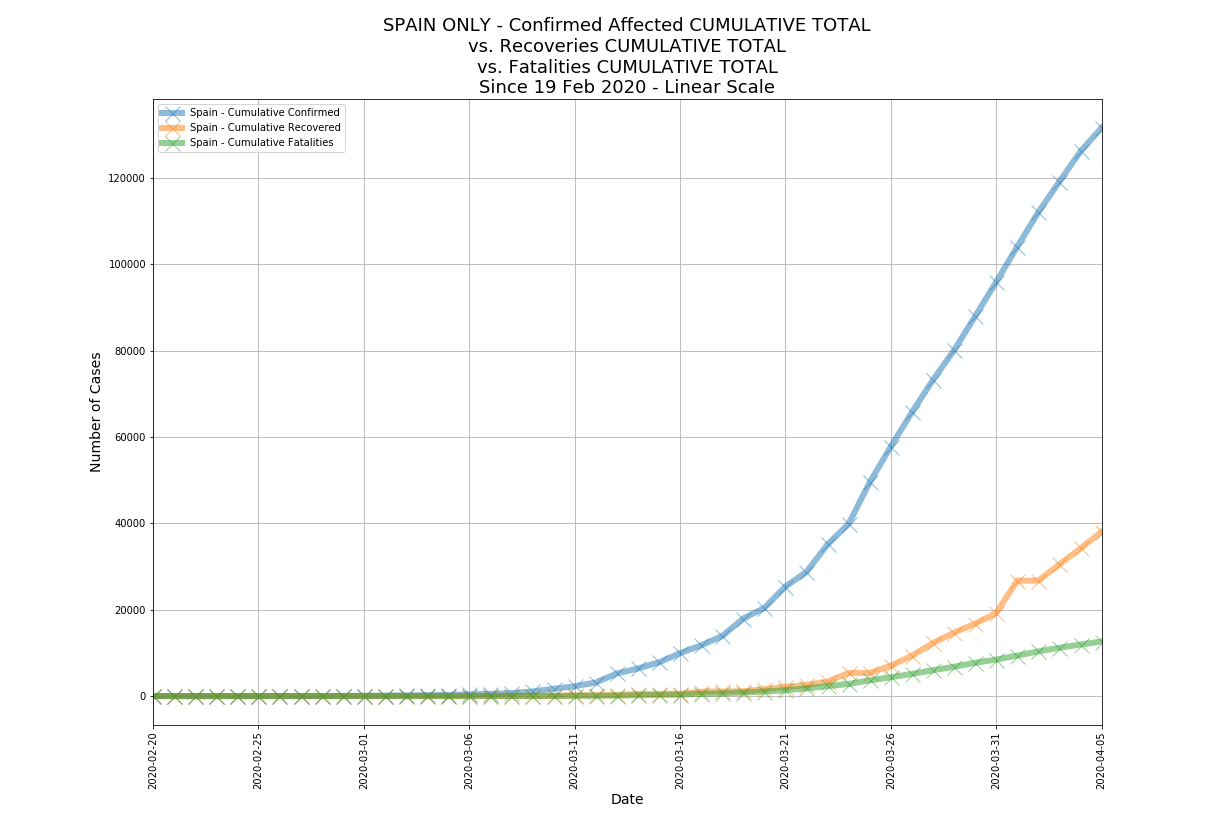 SPAIN ONLY - Confirmed Affected CUMULATIVE TOTAL
vs. Recoveries CUMULATIVE TOTAL
vs. Fatalities CUMULATIVE TOTAL
Since 19 Feb 2020 - Linear Scale
Spain - Cumulative Confirmed
Spain - Cumulative Recovered
Spain - Cumulative Fatalities
Number of Cases
120000
100000
80000
60000
40000
20000
0
2020-02-20
2020-02-25
2020-03-01
2020-03-06
2020-03-11
2020-03-16
2020-03-21
2020-03-26
2020-03-31
2020-04-05
Date